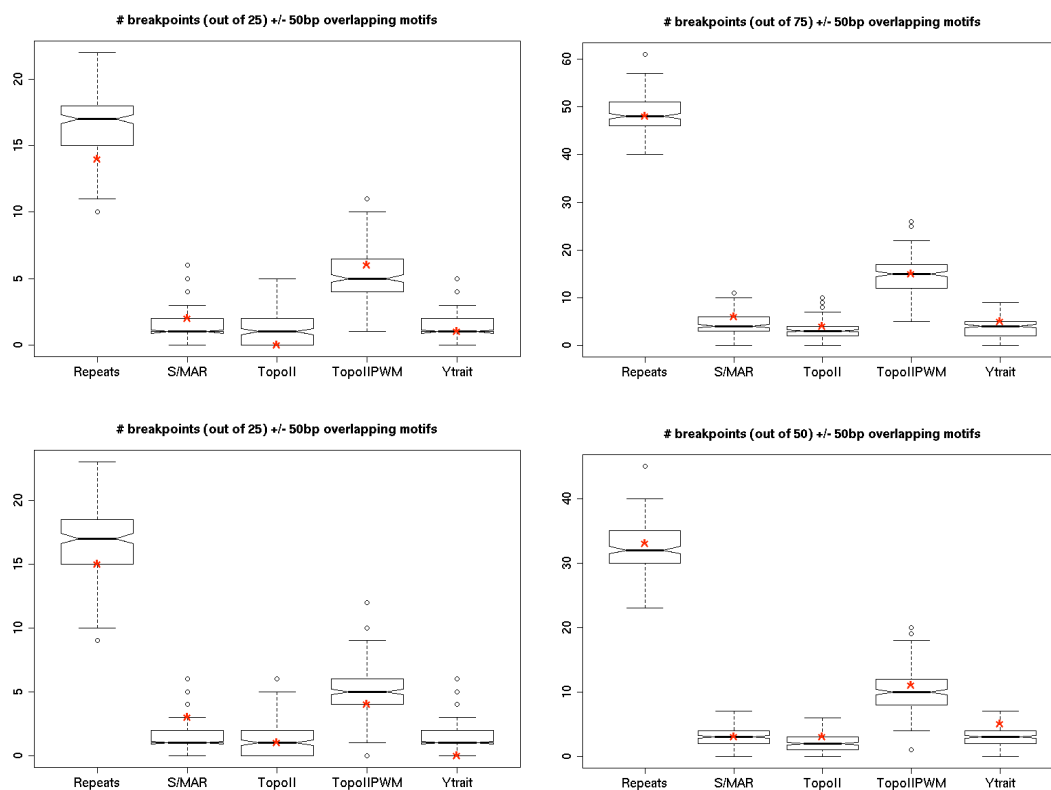 # breakpoints (out of 25) +/- 50bp overlapping motifs
20
15
10
5
0
Repeats S/MAR TopoII TopoIIPWM Ytrait
# breakpoints (out of 75) +/- 50bp overlapping motifs
60
50
40
30
20
10
0
Repeats S/MAR TopoII TopoIIPWM Ytrait
# breakpoints (out of 25) +/- 50bp overlapping motifs
20
15
10
5
0
Repeats S/MAR TopoII TopoIIPWM Ytrait
# breakpoints (out of 50) +/- 50bp overlapping motifs
40
30
20
10
0
Repeats S/MAR TopoII TopoIIPWM Ytrait